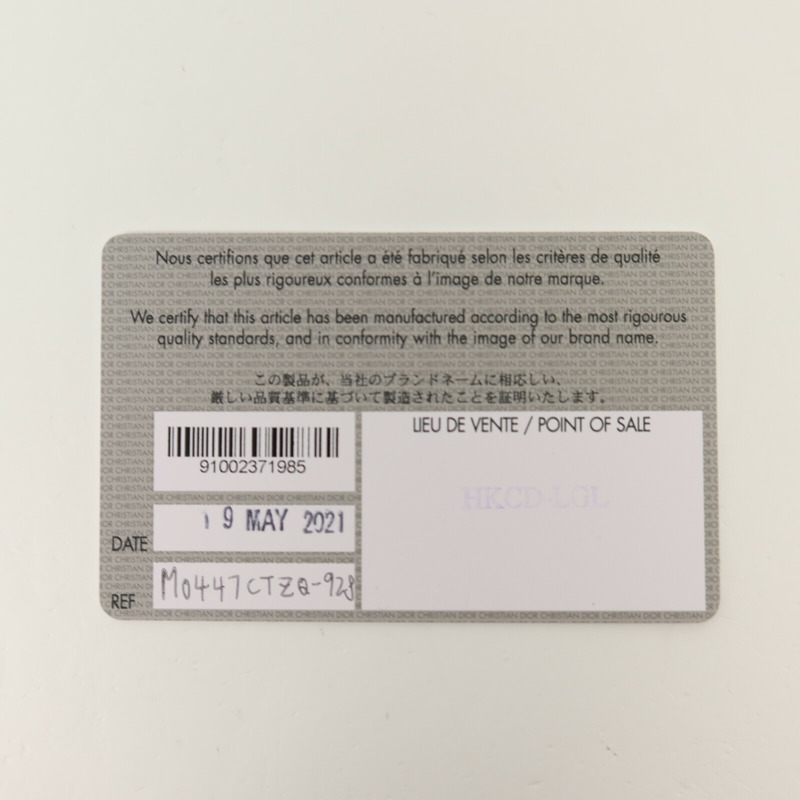 Nous certifions que cet article a été fabriqué selon les critères de qualité
les plus rigoureux conformes à l'image de notre marque.
We certify that this article has been manufactured according to the most rigourous
quality standards, and in conformity with the image of our brand name.
この製品が、当社のブランドネームに相応しい、
厳しい品質基準に基づいて製造されたことを証明いたします。
91002371985
LIEU DE VENTE / POINT OF SALE
HKCD-LGL
DATE 19 MAY 2021
REF M0447CTZQ-928